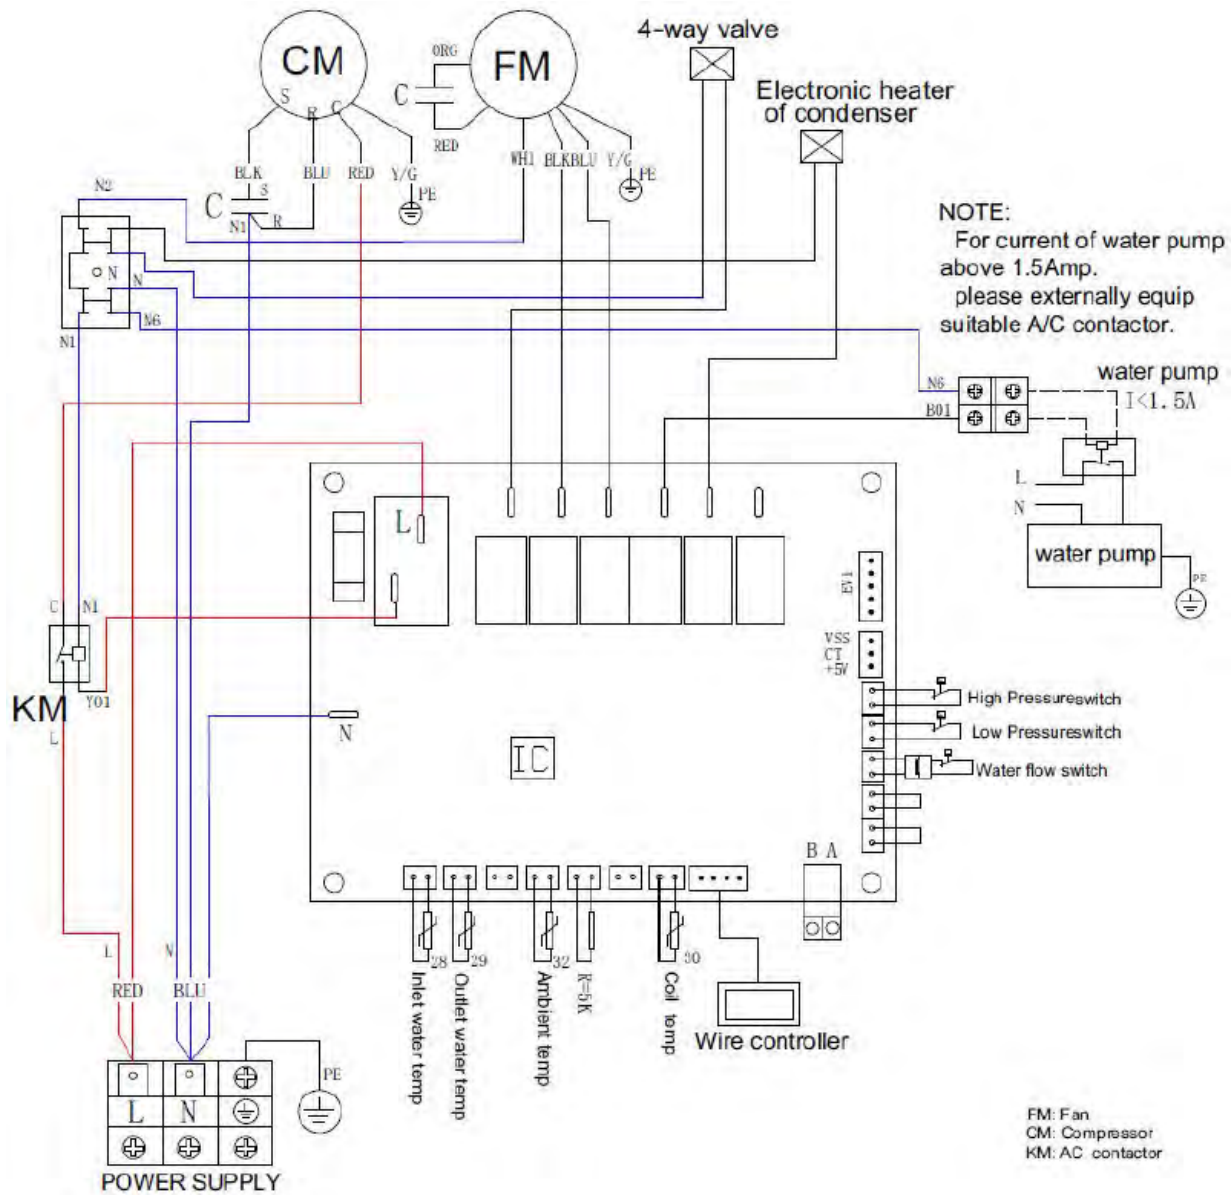 4-way valve
CM
FM
ORG
C
RED
Electronic heater
of condenser
S
R
C
BLK
BLU
RED
Y/G
PE
WH1
BLK
BLU
Y/G
PE
S
C
N1
R
N2
N
N
N6
N1
NOTE:
For current of water pump
above 1.5Amp.
please externally equip
suitable A/C contactor.
water pump
I<1.5A
N6
B01
L
N
water pump
PE
L
EV1
VSS
CT
+5V
C
N1
KM
Y01
L
N
IC
High Pressureswitch
Low Pressureswitch
Water flow switch
B A
28
29
32
30
Inlet water temp
Outlet water temp
Ambient temp
R=5K
Coil temp
Wire controller
L
N
RED
BLU
PE
L
N
POWER SUPPLY
FM: Fan
CM: Compressor
KM: AC contactor